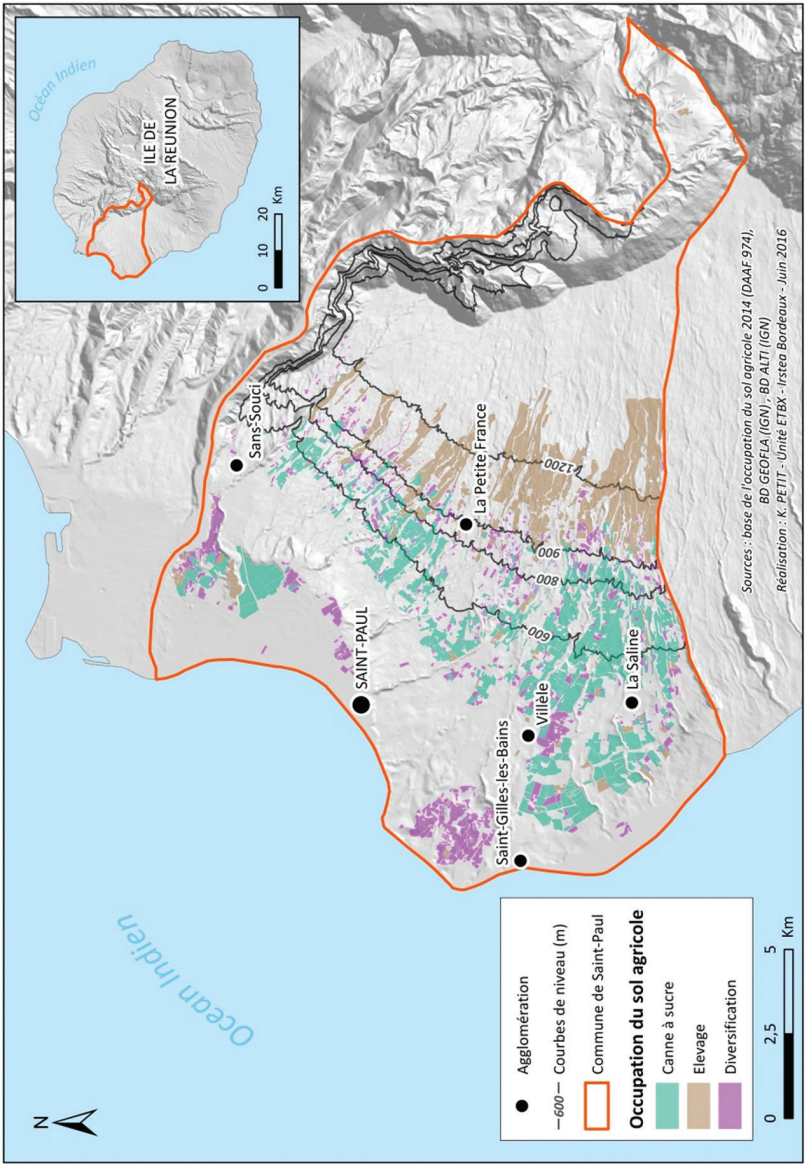 Océan Indien
ILE DE
LA REUNION
0 10 20
Km
Sans-Souci
SAINT-PAUL
La Petite France
1200
900
800
600
Villèle
Saint-Gilles-les-Bains
La Saline
Océan Indien
N
Agglomération
600 Courbes de niveau (m)
Commune de Saint-Paul
Occupation du sol agricole
Canne à sucre
Elevage
Diversification
0 2,5 5
Km
Sources : base de l'occupation du sol agricole 2014 (DAAF 974),
BD GEOFLA (IGN) , BD ALTI (IGN)
Réalisation : K. PETIT - Unité ETBX - Irstea Bordeaux - Juin 2016